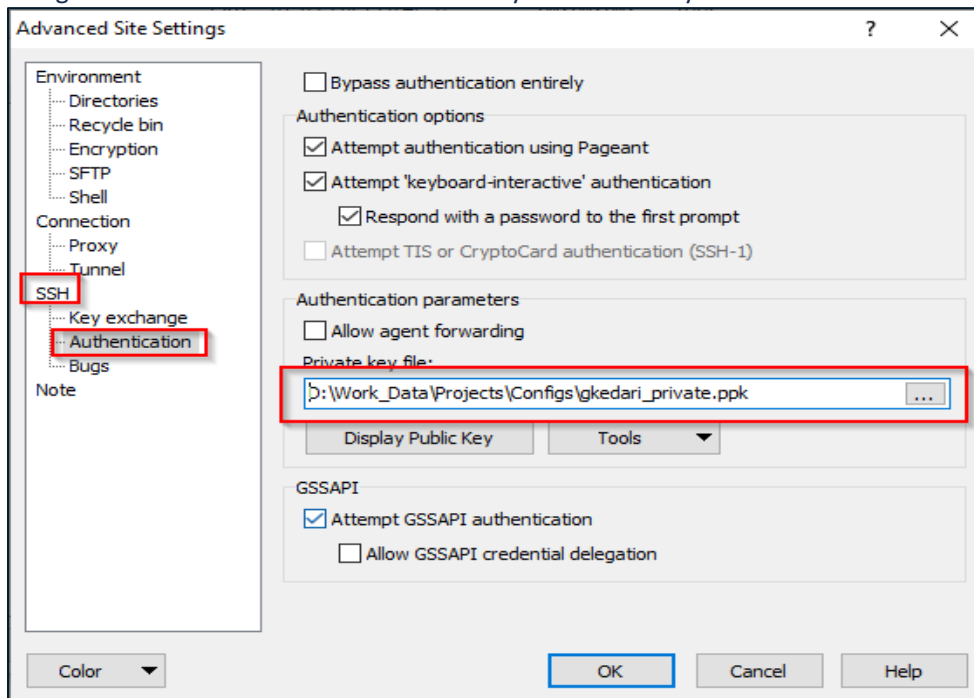 Advanced Site Settings
?
Environment
Directories
Recycle bin
Encryption
SFTP
Shell
Connection
Proxy
Tunnel
SSH
Key exchange
Authentication
Bugs
Note
Bypass authentication entirely
Authentication options
Attempt authentication using Pageant
Attempt 'keyboard-interactive' authentication
Respond with a password to the first prompt
Attempt TIS or CryptoCard authentication (SSH-1)
Authentication parameters
Allow agent forwarding
Private key file:
D:\Work_Data\Projects\Configs\gkedari_private.ppk
...
Display Public Key
Tools
GSSAPI
Attempt GSSAPI authentication
Allow GSSAPI credential delegation
Color
OK
Cancel
Help